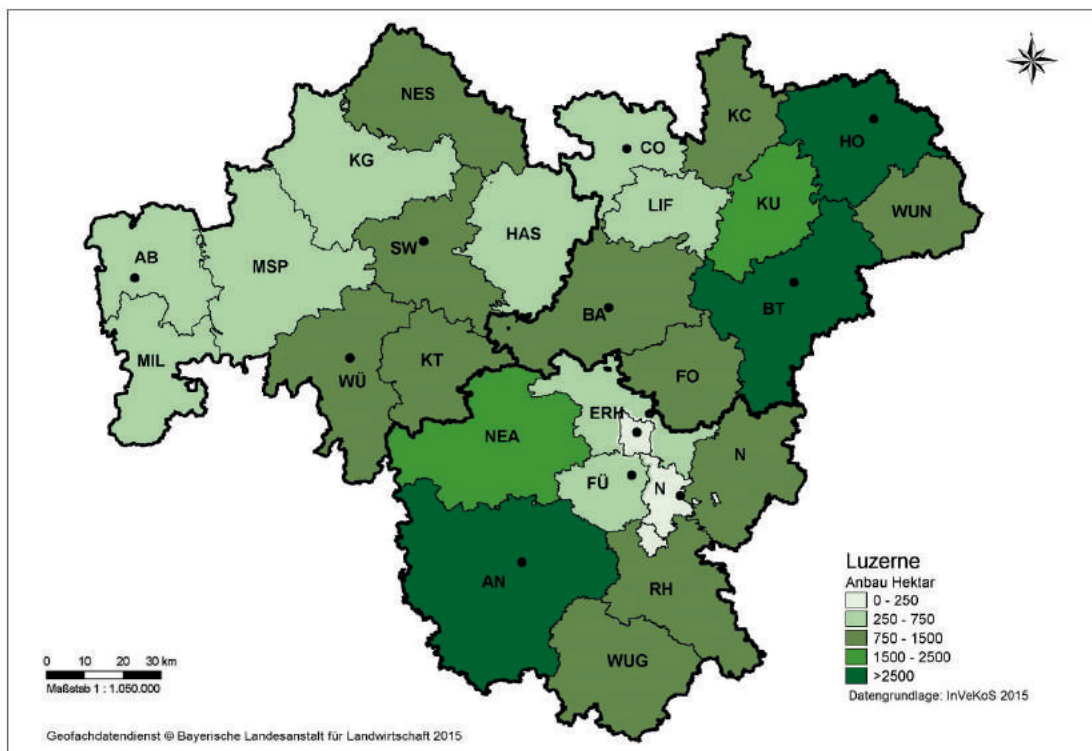 NES
KC
CO
HO
KG
LIF
KU
WUN
HAS
SW
AB
MSP
BT
BA
MIL
KT
WÜ
FO
ERH
NEA
N
FÜ
N
AN
RH
WUG
Luzerne
Anbau Hektar
0 - 250
250 - 750
750 - 1500
1500 - 2500
>2500
Datengrundlage: InVeKoS 2015
0 10 20 30 km
Maßstab 1 : 1.050.000
Geofachdatendienst © Bayerische Landesanstalt für Landwirtschaft 2015